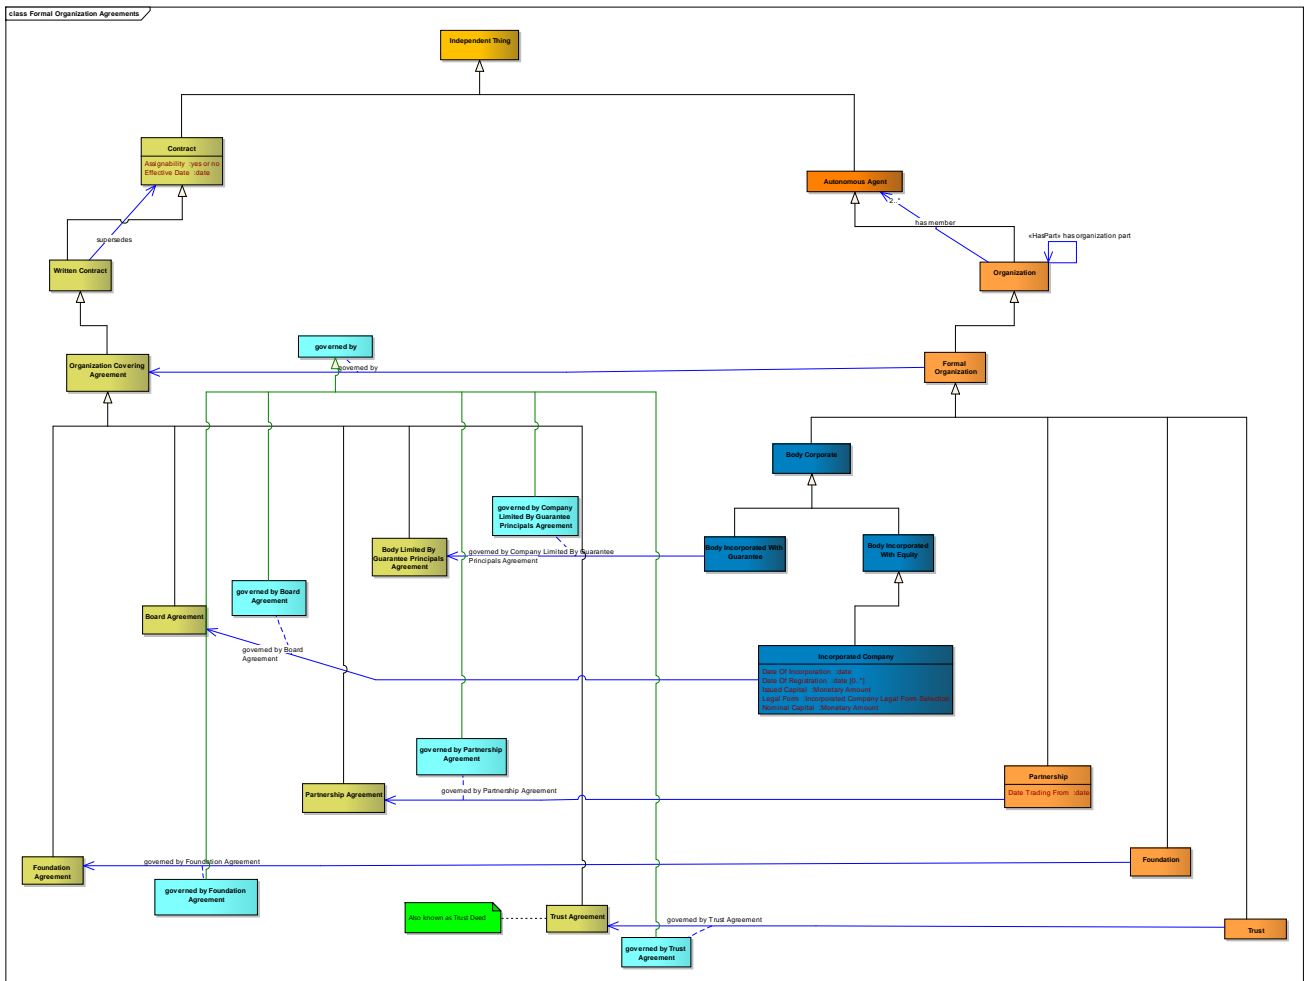 class Formal Organization Agreements
Independent Thing
Contract
Assignability :yes or no
Effective Date :date
Autonomous Agent
2..*
has member
«HasPart» has organization part
supersedes
Written Contract
Organization
governed by
governed by
Organization Covering
Agreement
Formal
Organization
Body Corporate
governed by Company
Limited By Guarantee
Principals Agreement
Body Limited By
Guarantee Principals
Agreement
governed by Company Limited By Guarantee
Principals Agreement
Body Incorporated With
Guarantee
Body Incorporated
With Equity
governed by Board
Agreement
Board Agreement
governed by Board
Agreement
Incorporated Company
Date Of Incorporation :date
Date Of Registration :date [0..*]
Issued Capital :Monetary Amount
Legal Form :Incorporated Company Legal Form Selection
Nominal Capital :Monetary Amount
governed by Partnership
Agreement
Partnership Agreement
governed by Partnership Agreement
Partnership
Date Trading From :date
Foundation
Agreement
governed by Foundation Agreement
Foundation
governed by Foundation
Agreement
Also known as Trust Deed
Trust Agreement
governed by Trust Agreement
Trust
governed by Trust
Agreement